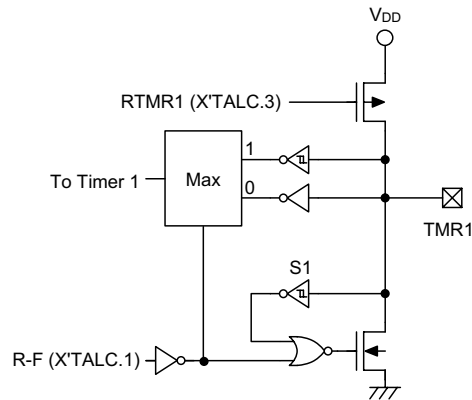 VDD
RTMR1 (X'TALC.3)
1
To Timer 1
Max
0
TMR1
S1
R-F (X'TALC.1)